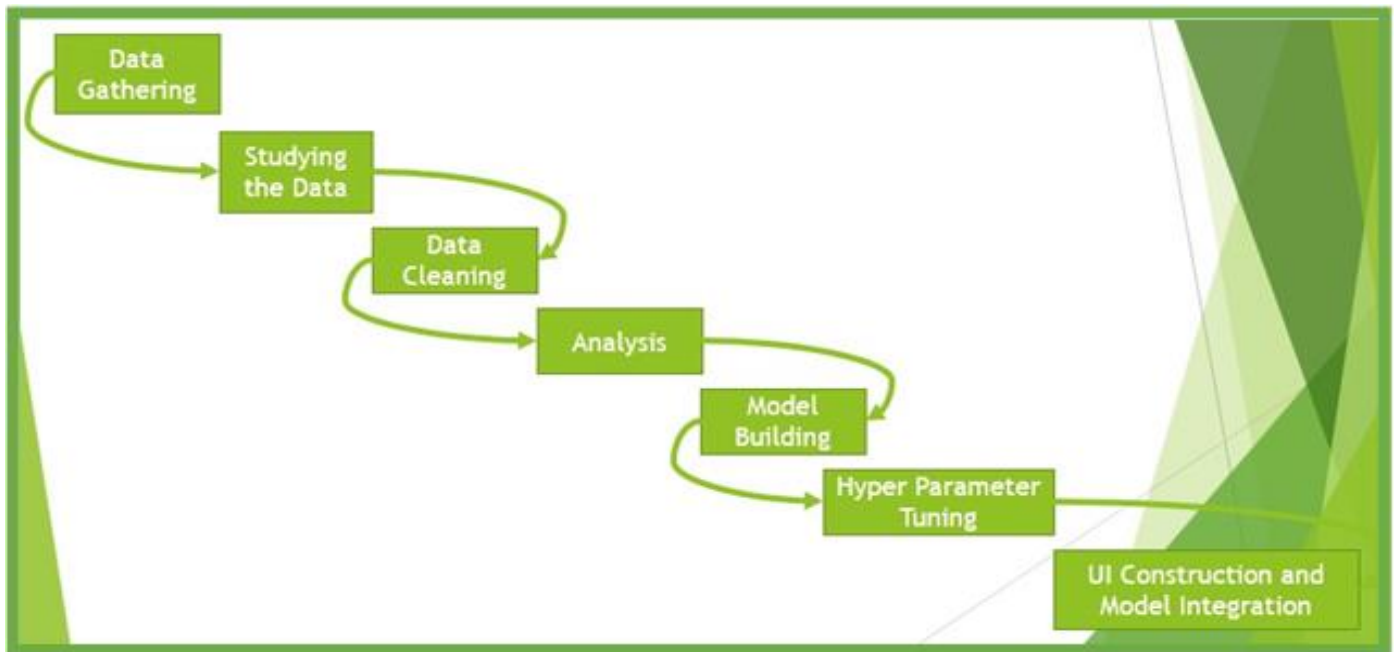 Data
Gathering
Studying
the Data
Data
Cleaning
Analysis
Model
Building
Hyper Parameter
Tuning
UI Construction and
Model Integration